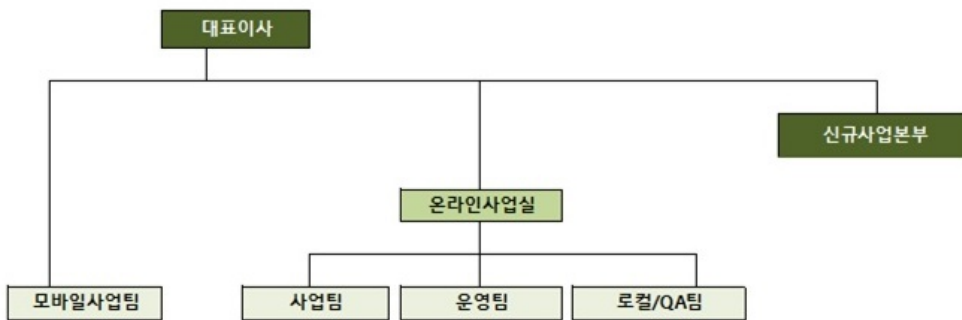 대표이사
신규사업본부
온라인사업실
모바일사업팀
사업팀
운영팀
로컬/QA팀